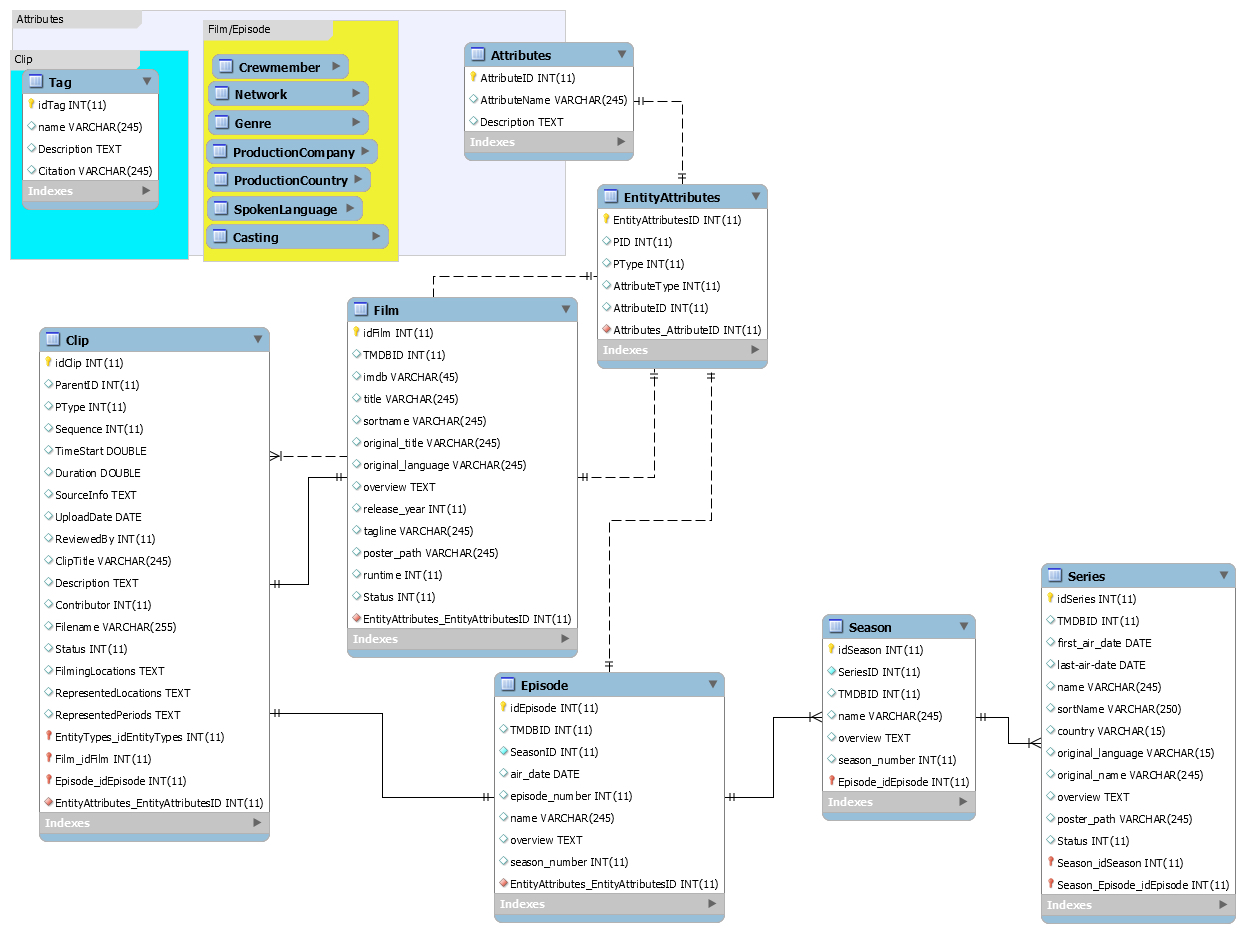 Attributes
Clip
Tag
idTag INT(11)
name VARCHAR(245)
Description TEXT
Citation VARCHAR(245)
Indexes
Film/Episode
Crewmember
Network
Genre
ProductionCompany
ProductionCountry
SpokenLanguage
Casting
Attributes
AttributeID INT(11)
AttributeName VARCHAR(245)
Description TEXT
Indexes
EntityAttributes
EntityAttributesID INT(11)
PID INT(11)
PType INT(11)
AttributeType INT(11)
AttributeID INT(11)
Attributes_AttributeID INT(11)
Indexes
Film
idFilm INT(11)
TMDBID INT(11)
imdb VARCHAR(45)
title VARCHAR(245)
sortname VARCHAR(245)
original_title VARCHAR(245)
original_language VARCHAR(245)
overview TEXT
release_year INT(11)
tagline VARCHAR(245)
poster_path VARCHAR(245)
runtime INT(11)
Status INT(11)
EntityAttributes_EntityAttributesID INT(11)
Indexes
Clip
idClip INT(11)
ParentID INT(11)
PType INT(11)
Sequence INT(11)
TimeStart DOUBLE
Duration DOUBLE
SourceInfo TEXT
UploadDate DATE
ReviewedBy INT(11)
ClipTitle VARCHAR(245)
Description TEXT
Contributor INT(11)
Filename VARCHAR(255)
Status INT(11)
FilmingLocations TEXT
RepresentedLocations TEXT
RepresentedPeriods TEXT
EntityTypes_idEntityTypes INT(11)
Film_idFilm INT(11)
Episode_idEpisode INT(11)
EntityAttributes_EntityAttributesID INT(11)
Indexes
Episode
idEpisode INT(11)
TMDBID INT(11)
SeasonID INT(11)
air_date DATE
episode_number INT(11)
name VARCHAR(245)
overview TEXT
season_number INT(11)
EntityAttributes_EntityAttributesID INT(11)
Indexes
Season
idSeason INT(11)
SeriesID INT(11)
TMDBID INT(11)
name VARCHAR(245)
overview TEXT
season_number INT(11)
Episode_idEpisode INT(11)
Indexes
Series
idSeries INT(11)
TMDBID INT(11)
first_air_date DATE
last-air-date DATE
name VARCHAR(245)
sortName VARCHAR(250)
country VARCHAR(15)
original_language VARCHAR(15)
original_name VARCHAR(245)
overview TEXT
poster_path VARCHAR(245)
Status INT(11)
Season_idSeason INT(11)
Season_Episode_idEpisode INT(11)
Indexes